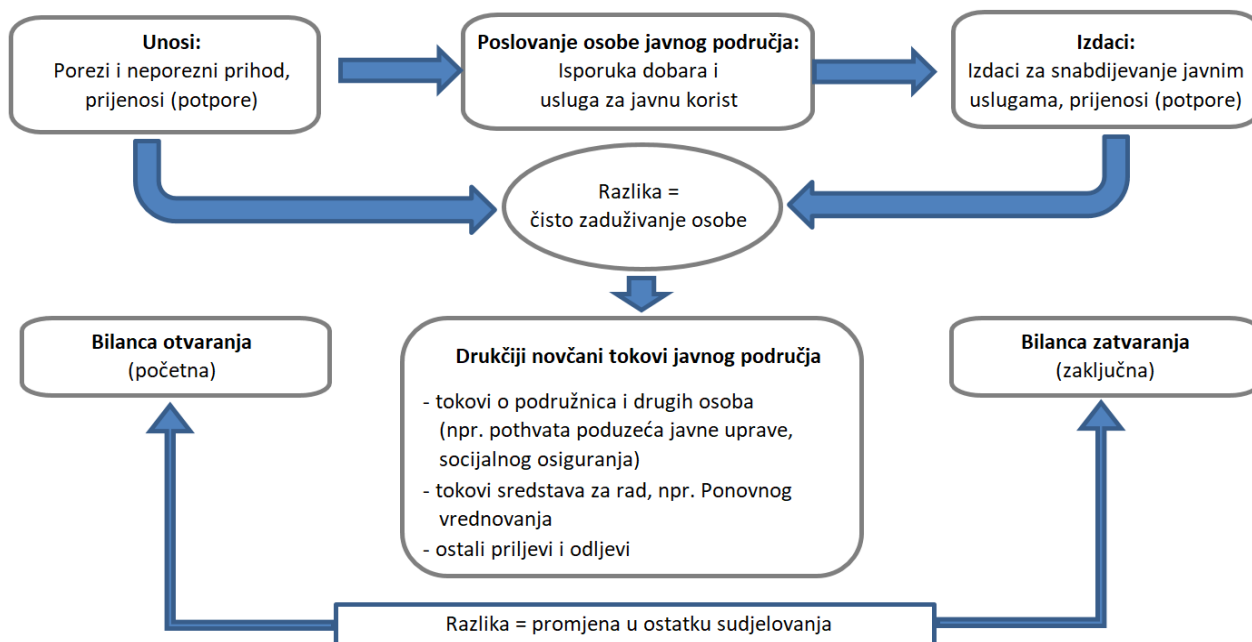 Unosi:
Porezi i neporezni prihod,
prijenosi (potpore)
Poslovanje osobe javnog područja:
Isporuka dobara i
usluga za javnu korist
Izdaci:
Izdaci za snabdijevanje javnim
uslugama, prijenosi (potpore)
Razlika =
čisto zaduživanje osobe
Bilanca otvaranja
(početna)
Drukčiji novčani tokovi javnog područja
- tokovi o podružnica i drugih osoba
(npr. pothvata poduzeća javne uprave,
socijalnog osiguranja)
- tokovi sredstava za rad, npr. Ponovnog
vrednovanja
- ostali priljevi i odljevi
Bilanca zatvaranja
(zaključna)
Razlika = promjena u ostatku sudjelovanja